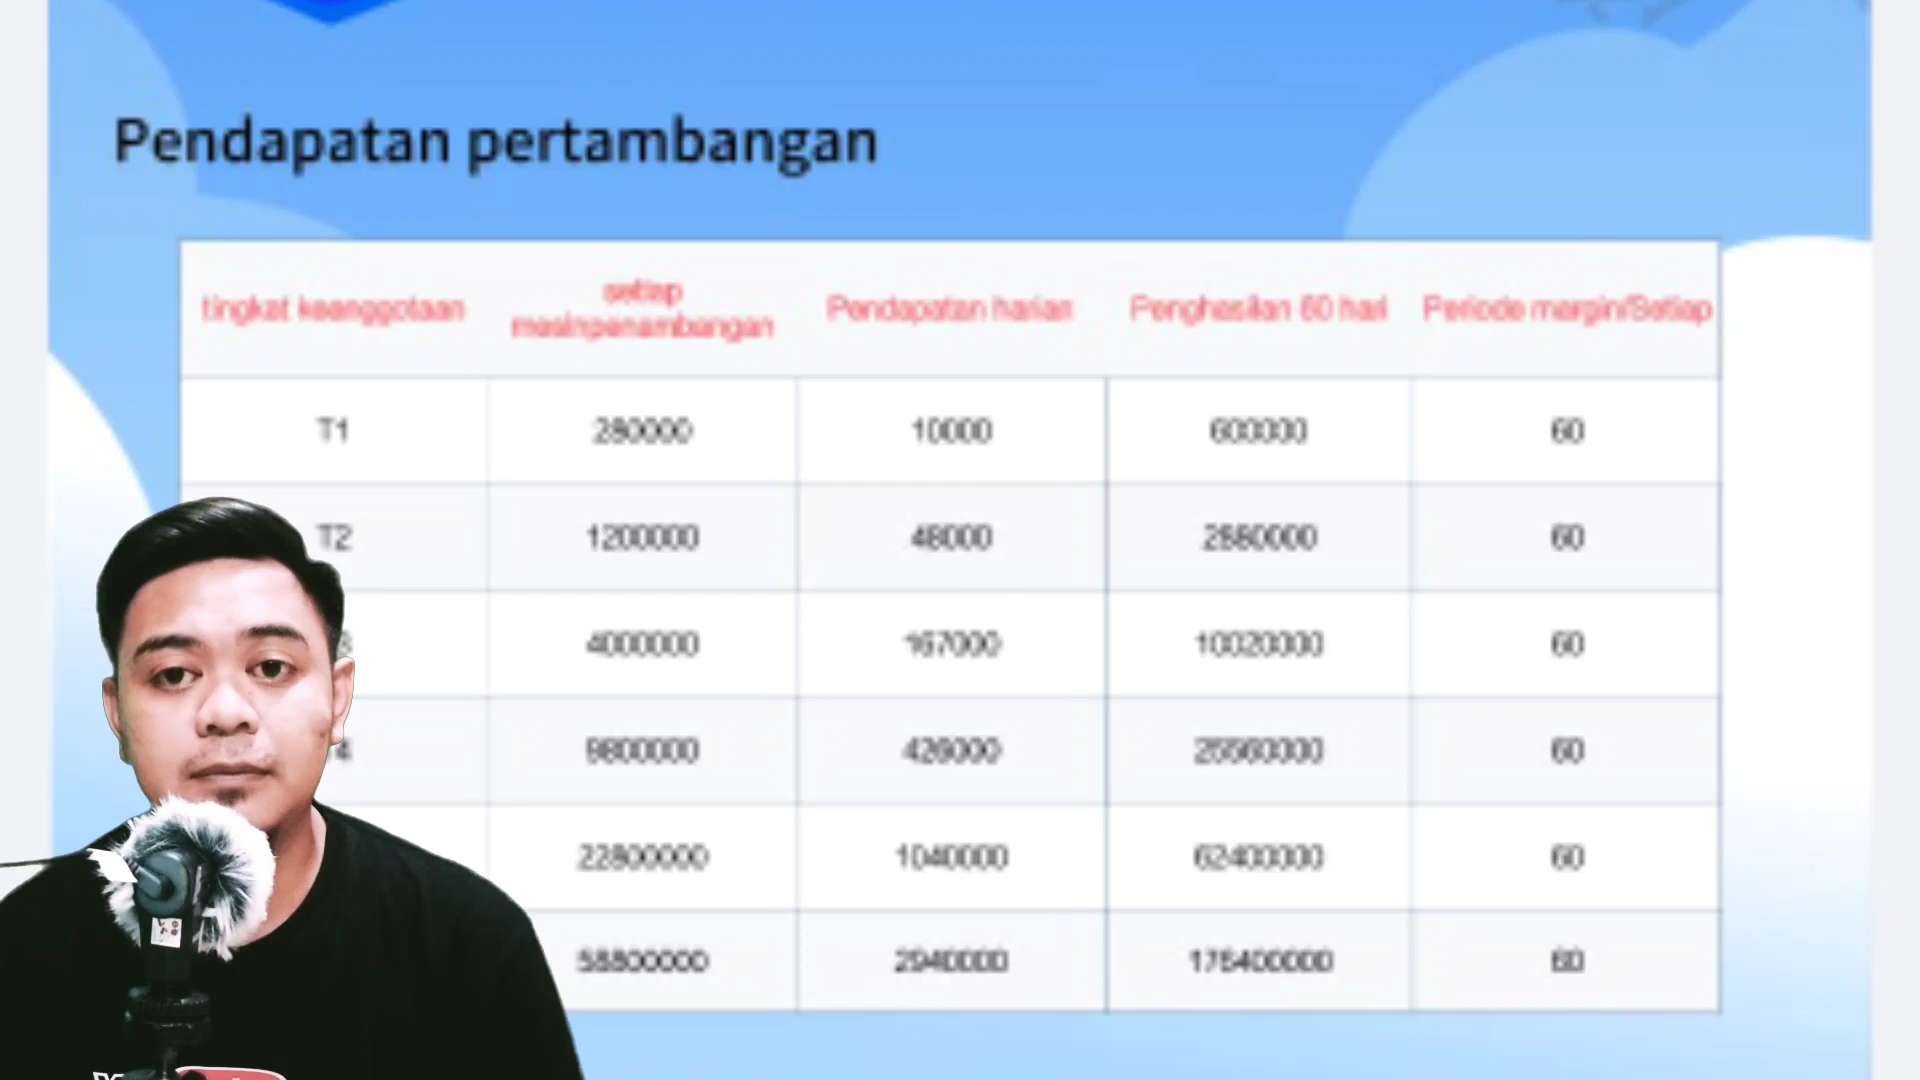 Pendapatan pertambangan
tingkat keanggotaan
setiap
mesinpenambangan
Pendapatan harian
Penghasilan 60 hari
Periode margin/Setiap
T1 280000 10000 600000 60
T2 1200000 48000 2880000 60
4000000 167000 10020000 60
4 9800000 426000 25560000 60
22800000 1040000 62400000 60
58800000 2940000 176400000 60